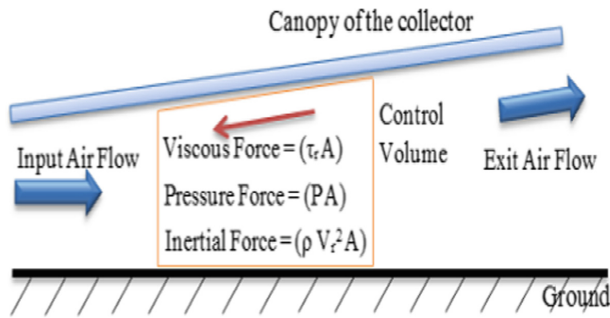 Canopy of the collector
Control
Volume
Input Air Flow
Viscous Force = (τᵣA)
Exit Air Flow
Pressure Force = (PA)
Inertial Force = (ρ Vᵣ²A)
Ground